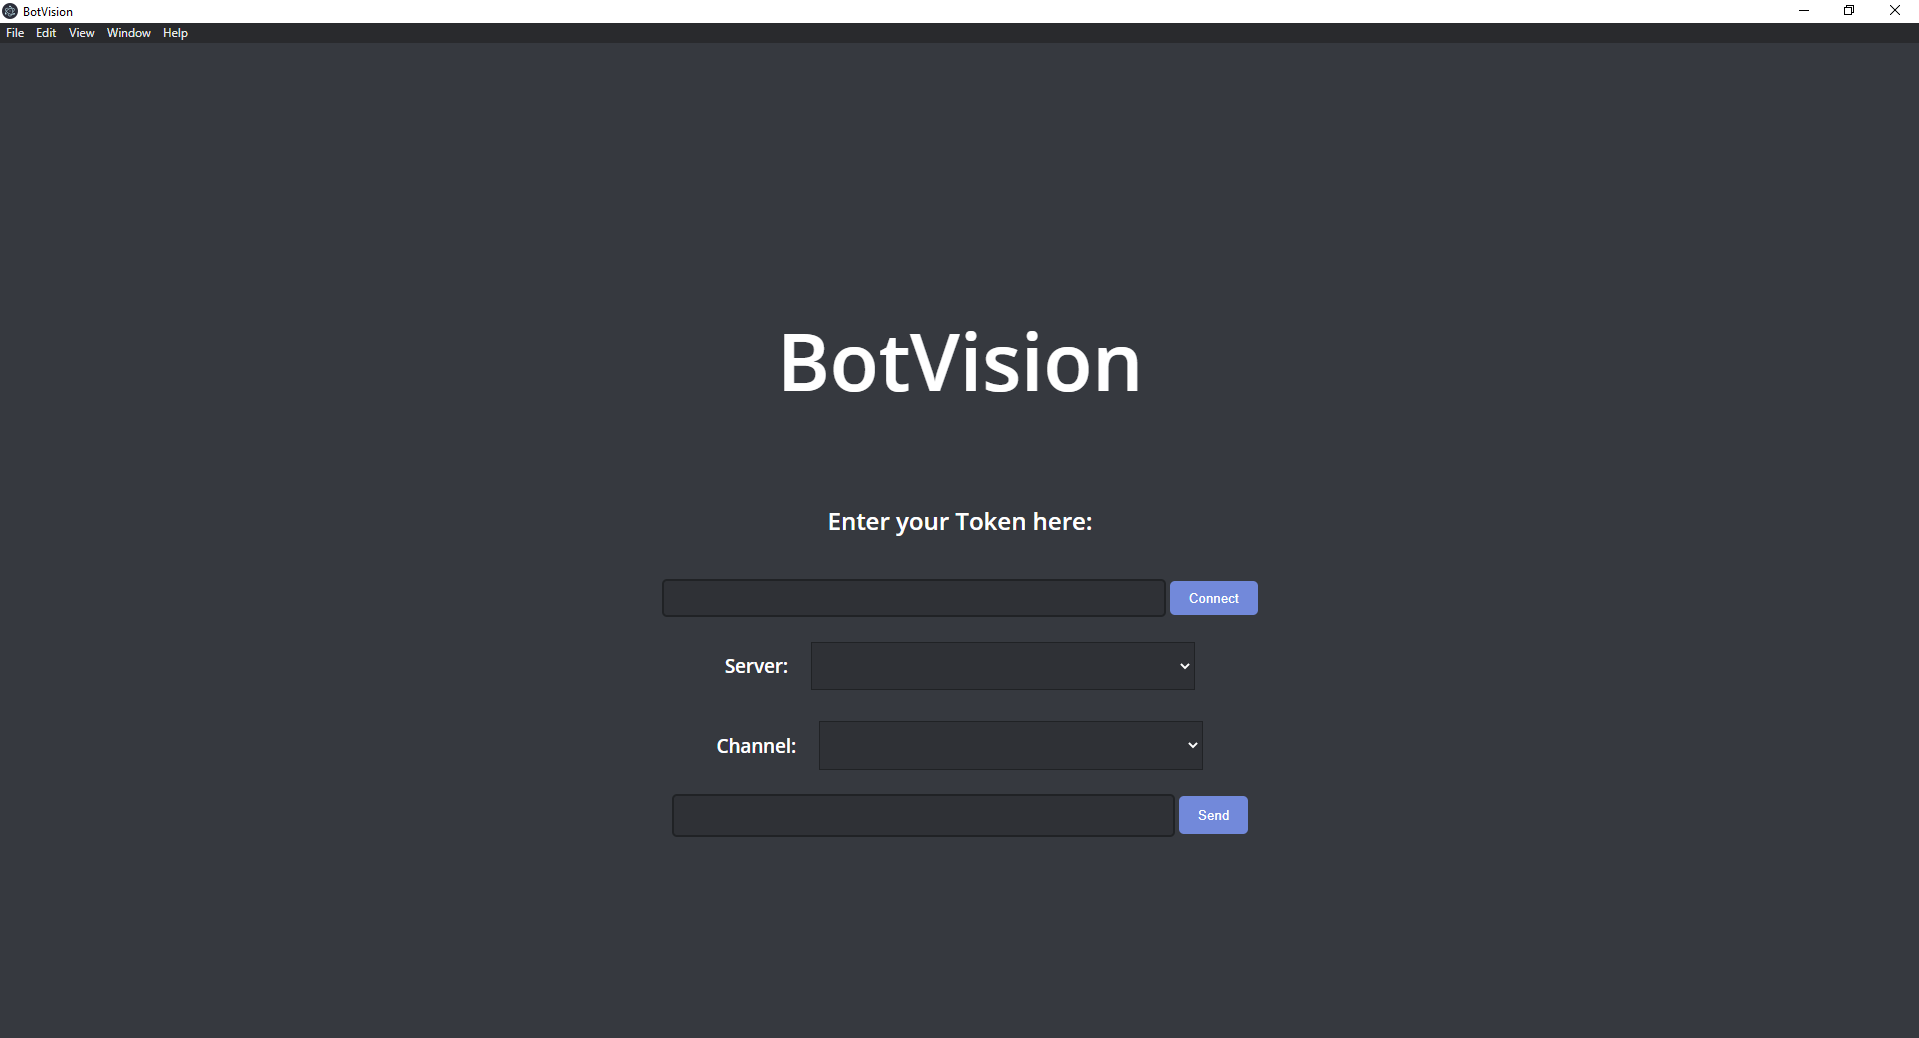 BotVision
File Edit View Window Help
BotVision
Enter your Token here:
Connect
Server:
Channel:
Send